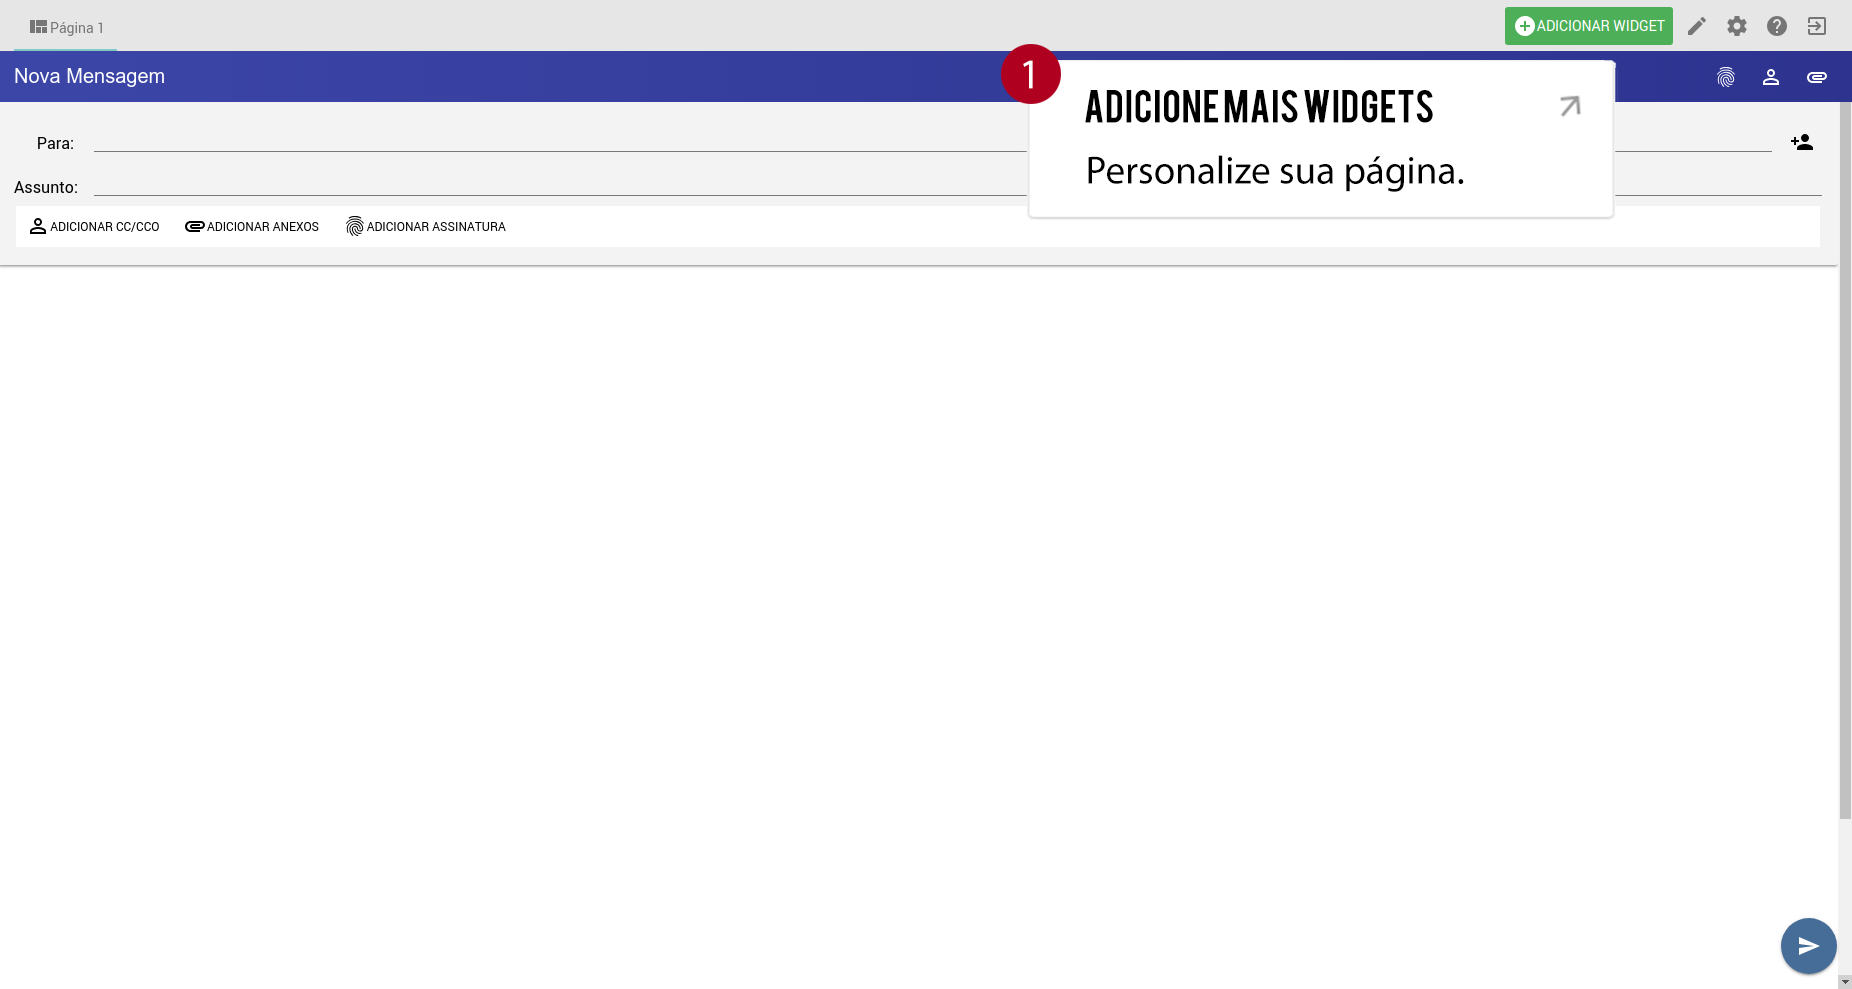 Página 1
ADICIONAR WIDGET
Nova Mensagem
1
ADICIONE MAIS WIDGETS
Personalize sua página.
Para:
Assunto:
ADICIONAR CC/CCO
ADICIONAR ANEXOS
ADICIONAR ASSINATURA